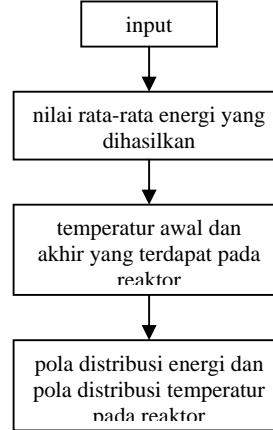 input
nilai rata-rata energi yang
dihasilkan
temperatur awal dan
akhir yang terdapat pada
reaktor
pola distribusi energi dan
pola distribusi temperatur
pada reaktor